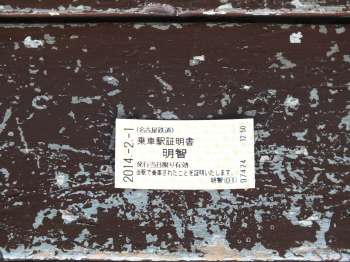 2014.-2.-1
(名古屋鉄道)
乗車駅証明書
明智
発行当日限り有効
当駅で乗車されたことを証明いたします。
明智(01)
97474 12:50